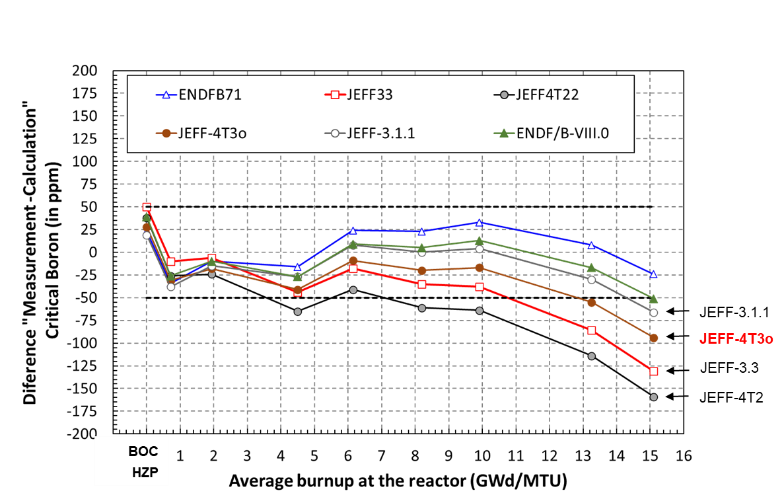 Diference "Measurement-Calculation"
Critical Boron (in ppm)
200
175
150
125
100
75
50
25
0
-25
-50
-75
-100
-125
-150
-175
-200
ENDFB71 JEFF33 JEFF4T22
JEFF-4T3o JEFF-3.1.1 ENDF/B-VIII.0
JEFF-3.1.1
JEFF-4T3o
JEFF-3.3
JEFF-4T2
BOC
HZP
1 2 3 4 5 6 7 8 9 10 11 12 13 14 15 16
Average burnup at the reactor (GWd/MTU)